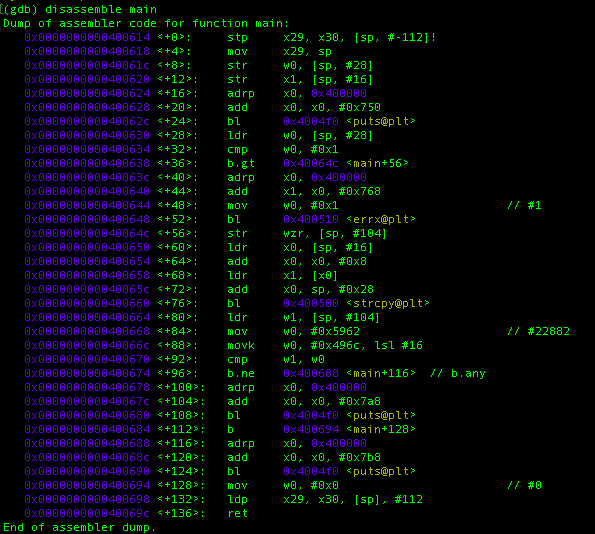 (gdb) disassemble main
Dump of assembler code for function main:
0x0000000000400614 <+0>: stp x29, x30, [sp, #-112]!
0x0000000000400618 <+4>: mov x29, sp
0x000000000040061c <+8>: str w0, [sp, #28]
0x0000000000400620 <+12>: str x1, [sp, #16]
0x0000000000400624 <+16>: adrp x0, 0x400000
0x0000000000400628 <+20>: add x0, x0, #0x750
0x000000000040062c <+24>: bl 0x4004f0 <puts@plt>
0x0000000000400630 <+28>: ldr w0, [sp, #28]
0x0000000000400634 <+32>: cmp w0, #0x1
0x0000000000400638 <+36>: b.gt 0x40064c <main+56>
0x000000000040063c <+40>: adrp x0, 0x400000
0x0000000000400640 <+44>: add x1, x0, #0x768
0x0000000000400644 <+48>: mov w0, #0x1 // #1
0x0000000000400648 <+52>: bl 0x400510 <errx@plt>
0x000000000040064c <+56>: str wzr, [sp, #104]
0x0000000000400650 <+60>: ldr x0, [sp, #16]
0x0000000000400654 <+64>: add x0, x0, #0x8
0x0000000000400658 <+68>: ldr x1, [x0]
0x000000000040065c <+72>: add x0, sp, #0x28
0x0000000000400660 <+76>: bl 0x400500 <strcpy@plt>
0x0000000000400664 <+80>: ldr w1, [sp, #104]
0x0000000000400668 <+84>: mov w0, #0x5962 // #22882
0x000000000040066c <+88>: movk w0, #0x496c, lsl #16
0x0000000000400670 <+92>: cmp w1, w0
0x0000000000400674 <+96>: b.ne 0x400688 <main+116> // b.any
0x0000000000400678 <+100>: adrp x0, 0x400000
0x000000000040067c <+104>: add x0, x0, #0x7a8
0x0000000000400680 <+108>: bl 0x4004f0 <puts@plt>
0x0000000000400684 <+112>: b 0x400694 <main+128>
0x0000000000400688 <+116>: adrp x0, 0x400000
0x000000000040068c <+120>: add x0, x0, #0x7b8
0x0000000000400690 <+124>: bl 0x4004f0 <puts@plt>
0x0000000000400694 <+128>: mov w0, #0x0 // #0
0x0000000000400698 <+132>: ldp x29, x30, [sp], #112
0x000000000040069c <+136>: ret
End of assembler dump.